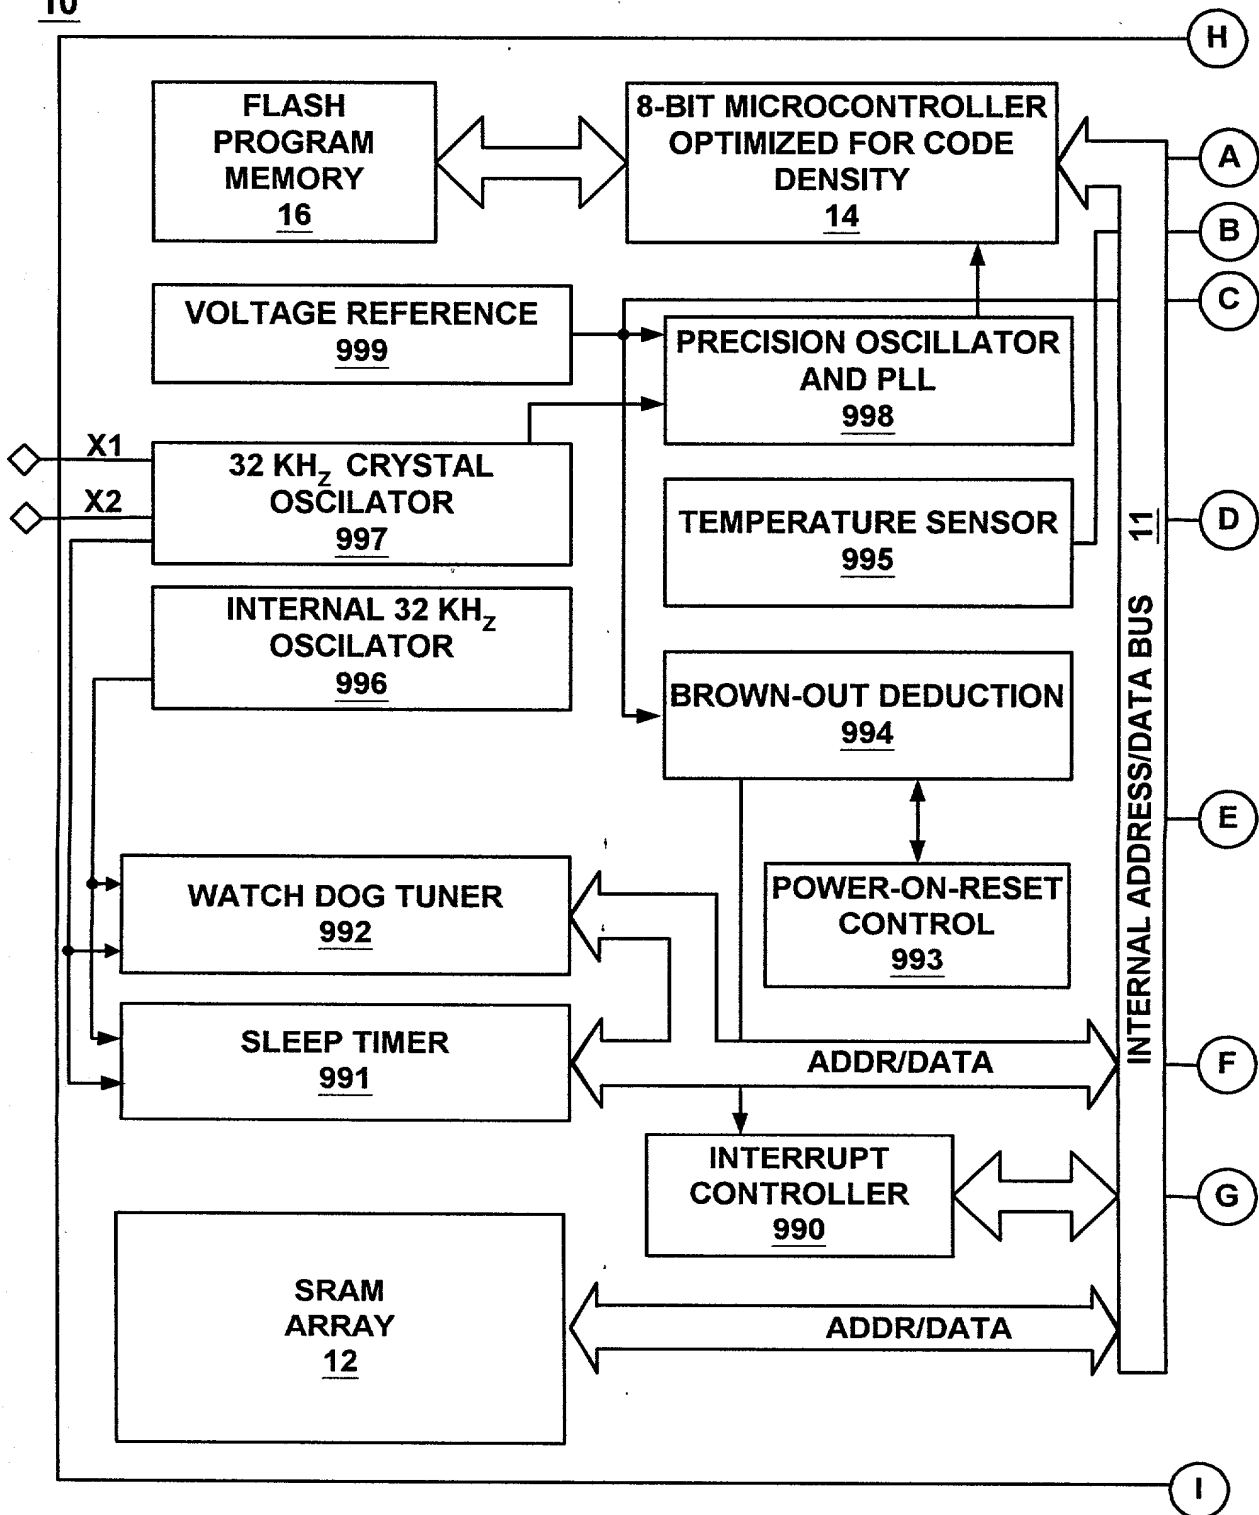 10
H
FLASH
PROGRAM
MEMORY
16
8-BIT MICROCONTROLLER
OPTIMIZED FOR CODE
DENSITY
14
A
B
C
VOLTAGE REFERENCE
999
PRECISION OSCILLATOR
AND PLL
998
X1
X2
32 KHZ CRYSTAL
OSCILATOR
997
TEMPERATURE SENSOR
995
D
INTERNAL 32 KHZ
OSCILATOR
996
BROWN-OUT DEDUCTION
994
INTERNAL ADDRESS/DATA BUS 11
E
WATCH DOG TUNER
992
POWER-ON-RESET
CONTROL
993
SLEEP TIMER
991
ADDR/DATA
F
INTERRUPT
CONTROLLER
990
G
SRAM
ARRAY
12
ADDR/DATA
I